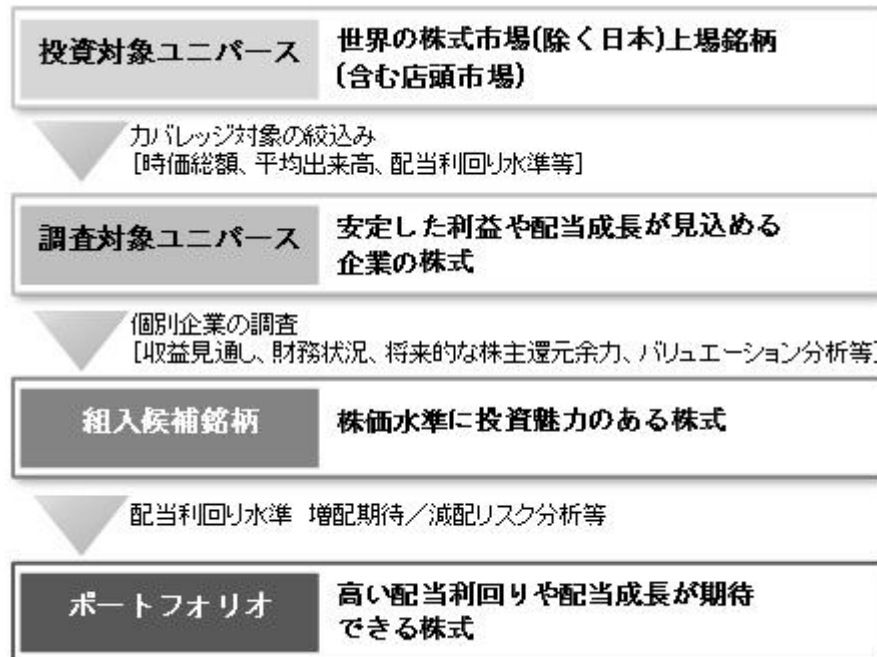 投資対象ユニバース
世界の株式市場(除く日本)上場銘柄
(含む店頭市場)
カバレッジ対象の絞込み
[時価総額、平均出来高、配当利回り水準等]
調査対象ユニバース
安定した利益や配当成長が見込める
企業の株式
個別企業の調査
[収益見通し、財務状況、将来的な株主還元余力、バリュエーション分析等]
組入候補銘柄
株価水準に投資魅力のある株式
配当利回り水準 増配期待／減配リスク分析等
ポートフォリオ
高い配当利回りや配当成長が期待
できる株式